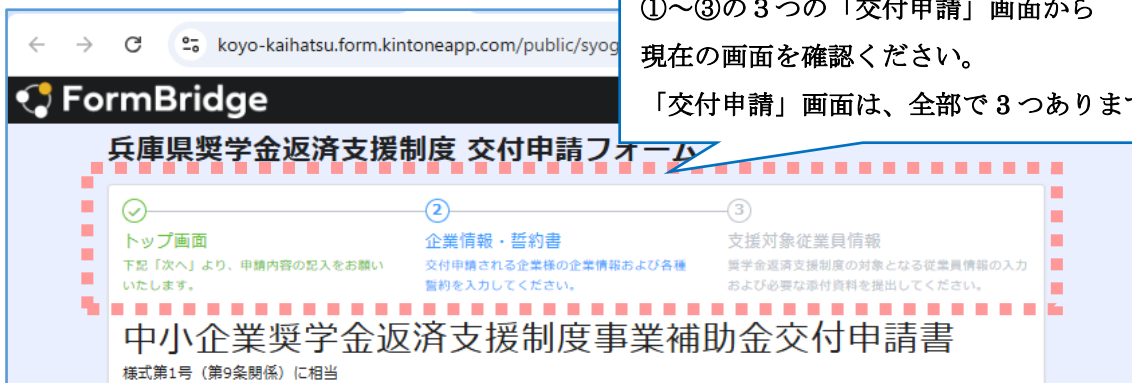 ①～③の３つの「交付申請」画面から
現在の画面を確認ください。
「交付申請」画面は、全部で３つありま
koyo-kaihatsu.form.kintoneapp.com/public/syog
FormBridge
兵庫県奨学金返済支援制度 交付申請フォーム
②
③
トップ画面
企業情報・誓約書
支援対象従業員情報
下記「次へ」より、申請内容の記入をお願い
いたします。
交付申請される企業様の企業情報および各種
誓約を入力してください。
奨学金返済支援制度の対象となる従業員情報の入力
および必要な添付資料を提出してください。
中小企業奨学金返済支援制度事業補助金交付申請書
様式第1号（第9条関係）に相当